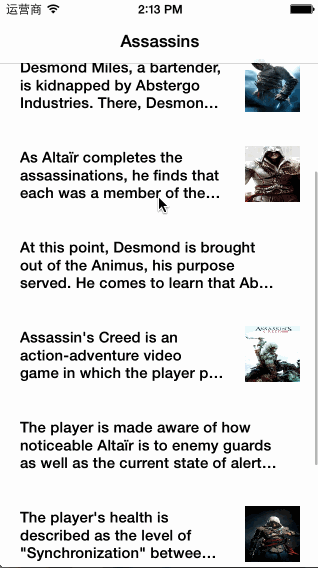 运营商 2:13 PM
Assassins
Desmond Miles, a bartender,
is kidnapped by Abstergo
Industries. There, Desmon...
As Altaïr completes the
assassinations, he finds that
each was a member of the...
At this point, Desmond is brought
out of the Animus, his purpose
served. He comes to learn that Ab...
Assassin's Creed is an
action-adventure video
game in which the player p...
ASSASSIN'S
The player is made aware of how
noticeable Altaïr is to enemy guards
as well as the current state of alert...
The player's health is
described as the level of
"Synchronization" betwee...